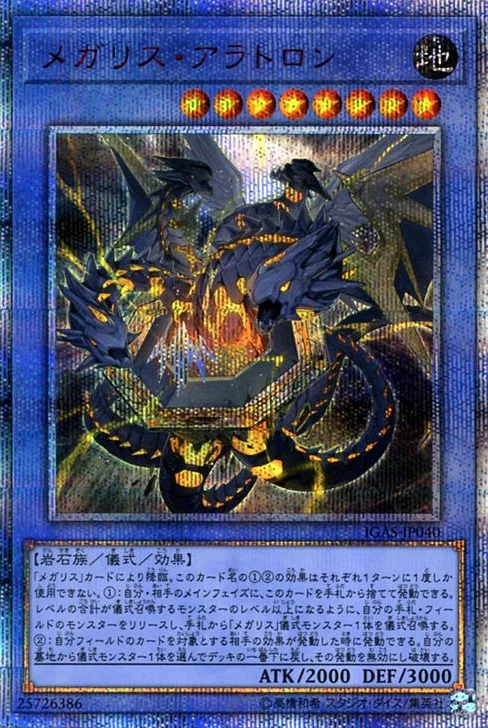 メガリス・アラトロン
地
IGAS-JP040
【岩石族/儀式/効果】
「メガリス」カードにより降臨。このカード名の①②の効果はそれぞれ1ターンに1度しか
使用できない。①:自分・相手のメインフェイズに、このカードを手札から捨てて発動できる。
レベルの合計が儀式召喚するモンスターのレベル以上になるように、自分の手札・フィー
ルドのモンスターをリリースし、手札から「メガリス」儀式モンスター1体を儀式召喚する。
②:自分フィールドのカードを対象とする相手の効果が発動した時に発動できる。自分の
墓地から儀式モンスター1体を選んでデッキの一番下に戻し、その発動を無効にし破壊する。
ATK/2000 DEF/3000
25726386
©高橋和希 スタジオ・ダイス/集英社